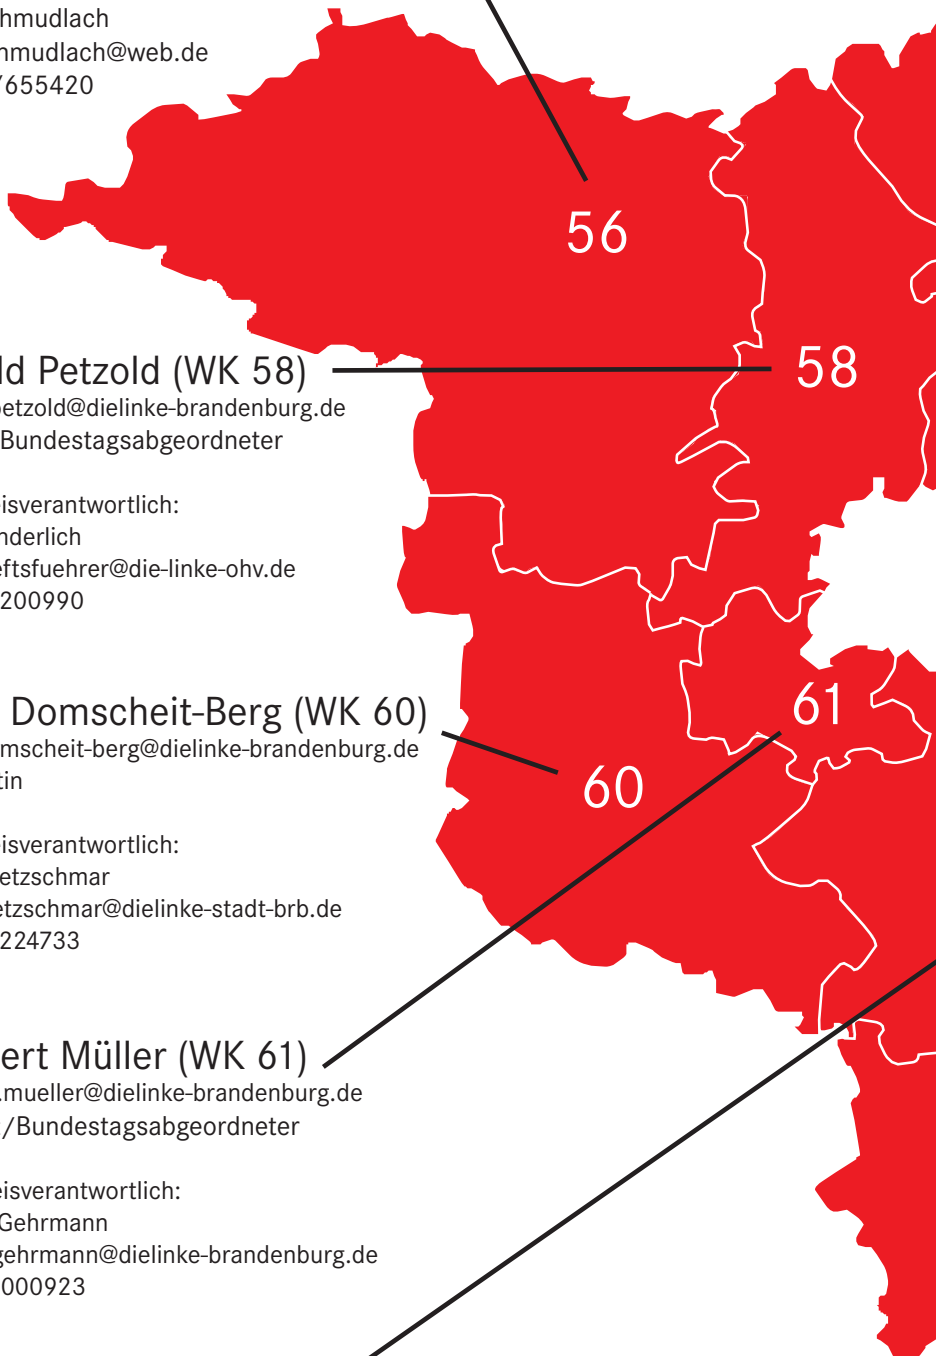 hmudlach
hmudlach@web.de
/655420
56
ld Petzold (WK 58)
petzold@dielinke-brandenburg.de
/Bundestagsabgeordneter
58
isverantwortlich:
nderlich
eftsfuehrer@die-linke-ohv.de
200990
Domscheit-Berg (WK 60)
mscheit-berg@dielinke-brandenburg.de
tin
61
60
isverantwortlich:
etzschmar
etzschmar@dielinke-stadt-brb.de
224733
ert Müller (WK 61)
.mueller@dielinke-brandenburg.de
t/Bundestagsabgeordneter
eisverantwortlich:
Gehrmann
gehrmann@dielinke-brandenburg.de
000923